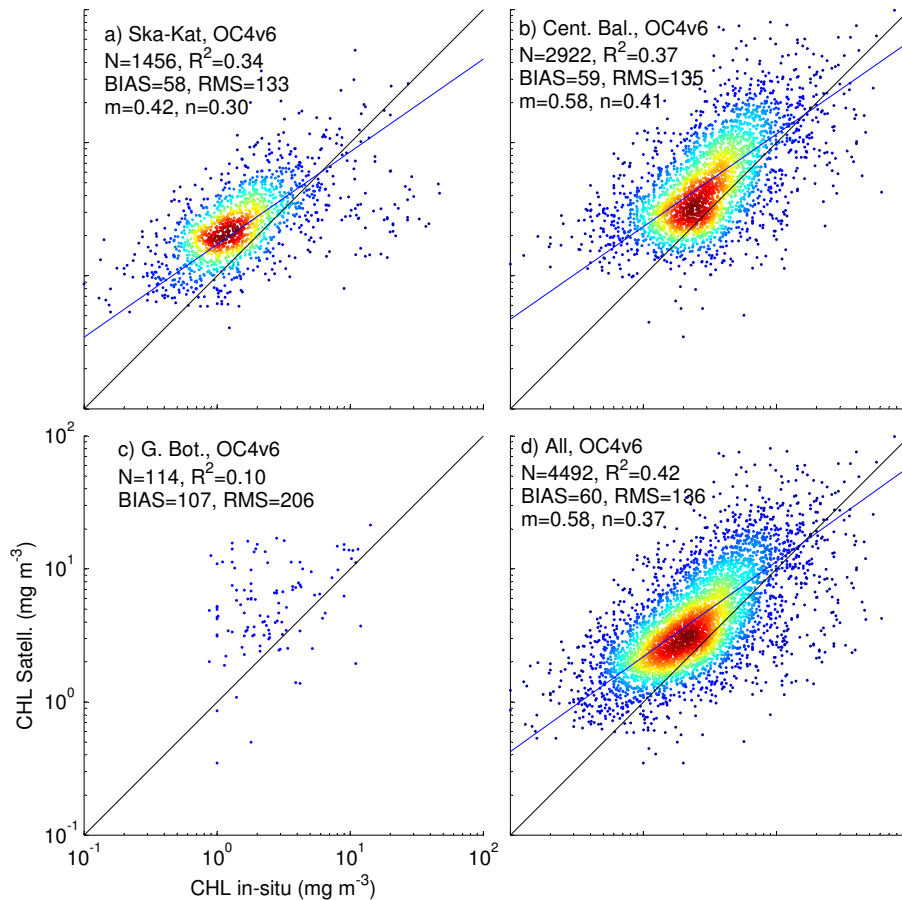 a) Ska-Kat, OC4v6
N=1456, R²=0.34
BIAS=58, RMS=133
m=0.42, n=0.30
b) Cent. Bal., OC4v6
N=2922, R²=0.37
BIAS=59, RMS=135
m=0.58, n=0.41
c) G. Bot., OC4v6
N=114, R²=0.10
BIAS=107, RMS=206
d) All, OC4v6
N=4492, R²=0.42
BIAS=60, RMS=136
m=0.58, n=0.37
CHL Satell. (mg m⁻³)
10²
10¹
10⁰
10⁻¹
10⁻¹ 10⁰ 10¹ 10²
CHL in-situ (mg m⁻³)